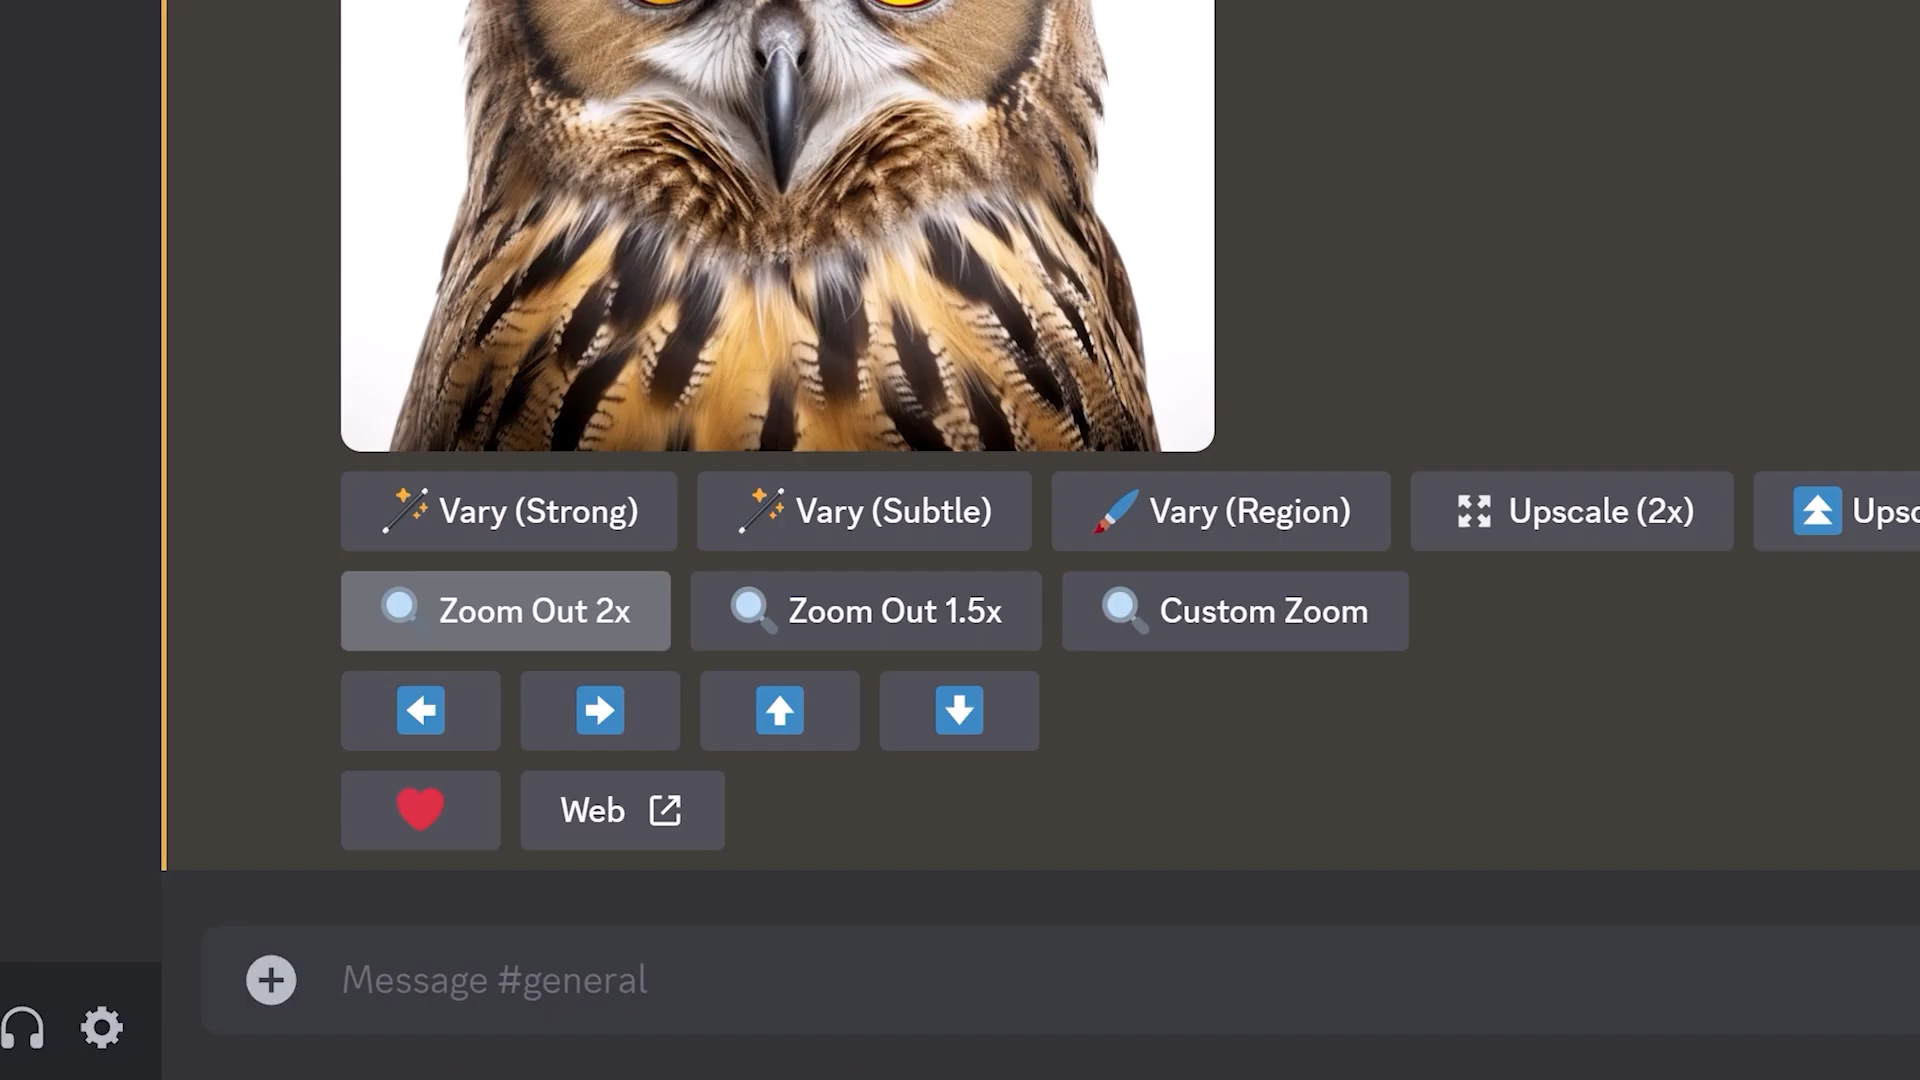 Vary (Strong) Vary (Subtle) Vary (Region) Upscale (2x)
Zoom Out 2x Zoom Out 1.5x Custom Zoom
Web
Message #general